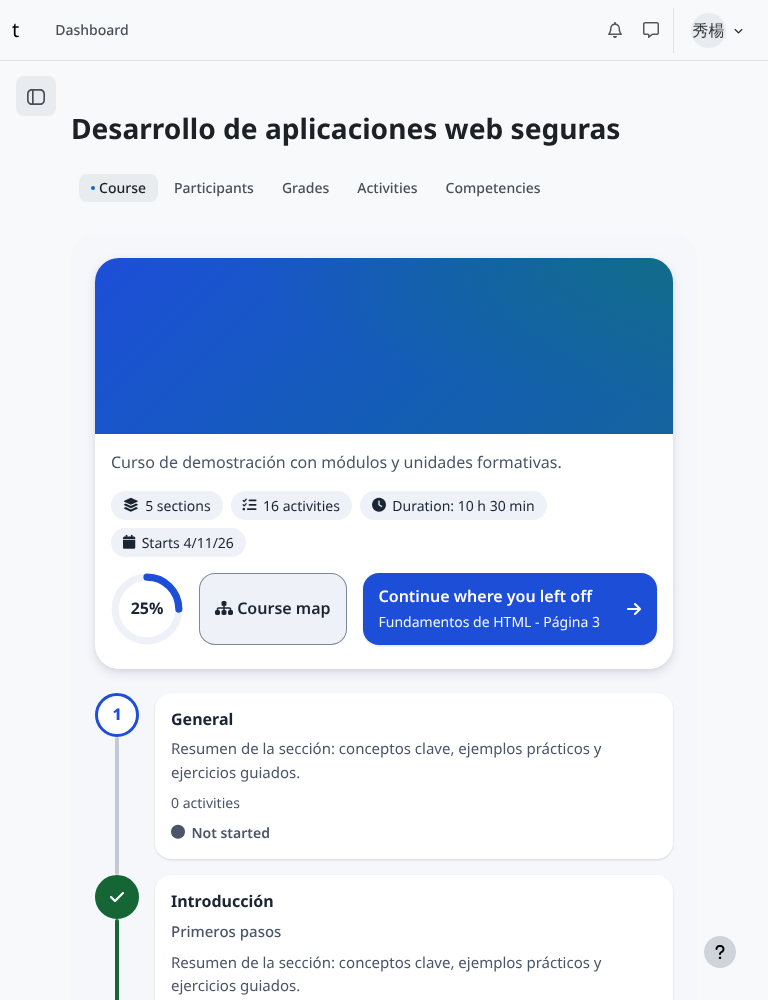 t
Dashboard
秀楊
Desarrollo de aplicaciones web seguras
Course
Participants
Grades
Activities
Competencies
Curso de demostración con módulos y unidades formativas.
5 sections
16 activities
Duration: 10 h 30 min
Starts 4/11/26
25%
Course map
Continue where you left off
Fundamentos de HTML - Página 3
1
General
Resumen de la sección: conceptos clave, ejemplos prácticos y
ejercicios guiados.
0 activities
Not started
Introducción
Primeros pasos
Resumen de la sección: conceptos clave, ejemplos prácticos y
ejercicios guiados.
?